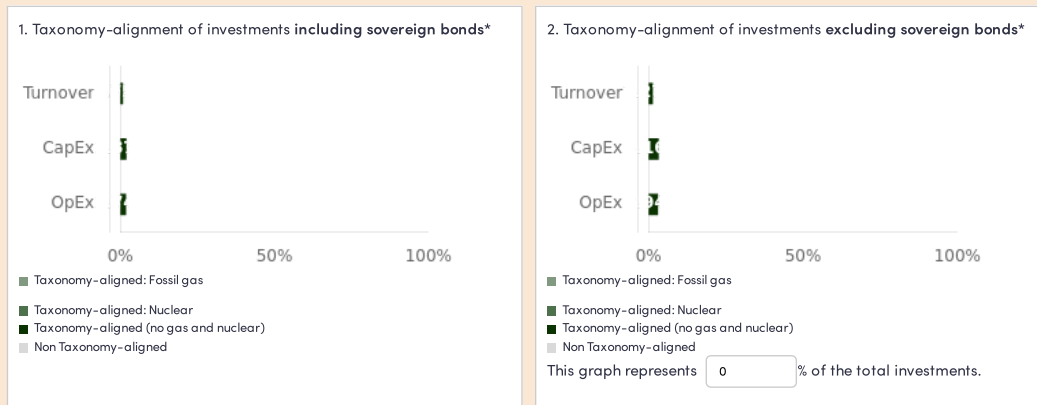 1. Taxonomy-alignment of investments including sovereign bonds*
Turnover
CapEx
OpEx
0% 50% 100%
Taxonomy-aligned: Fossil gas
Taxonomy-aligned: Nuclear
Taxonomy-aligned (no gas and nuclear)
Non Taxonomy-aligned
2. Taxonomy-alignment of investments excluding sovereign bonds*
Turnover
CapEx
OpEx
0% 50% 100%
Taxonomy-aligned: Fossil gas
Taxonomy-aligned: Nuclear
Taxonomy-aligned (no gas and nuclear)
Non Taxonomy-aligned
This graph represents 0 % of the total investments.